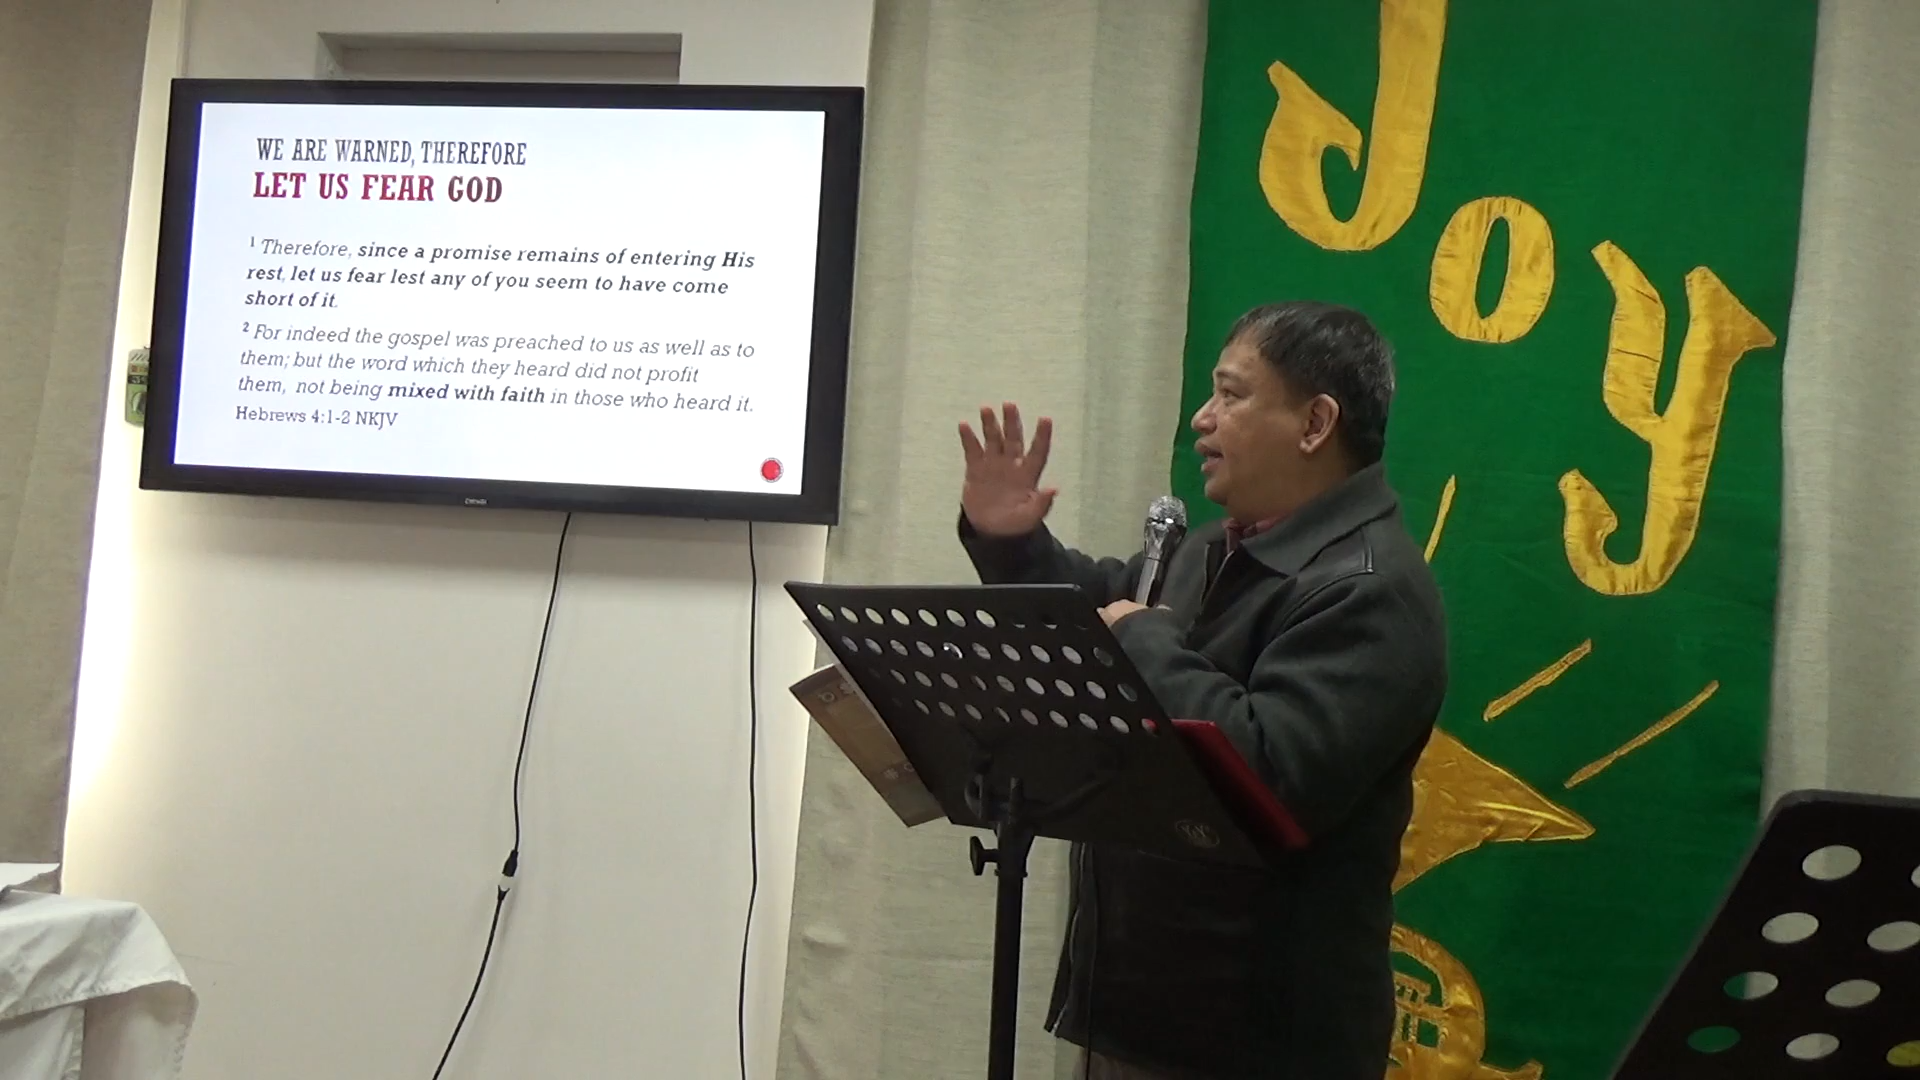 WE ARE WARNED, THEREFORE
LET US FEAR GOD
1 Therefore, since a promise remains of entering His
rest, let us fear lest any of you seem to have come
short of it.
2 For indeed the gospel was preached to us as well as to
them; but the word which they heard did not profit
them, not being mixed with faith in those who heard it.
Hebrews 4:1-2 NKJV
Joy